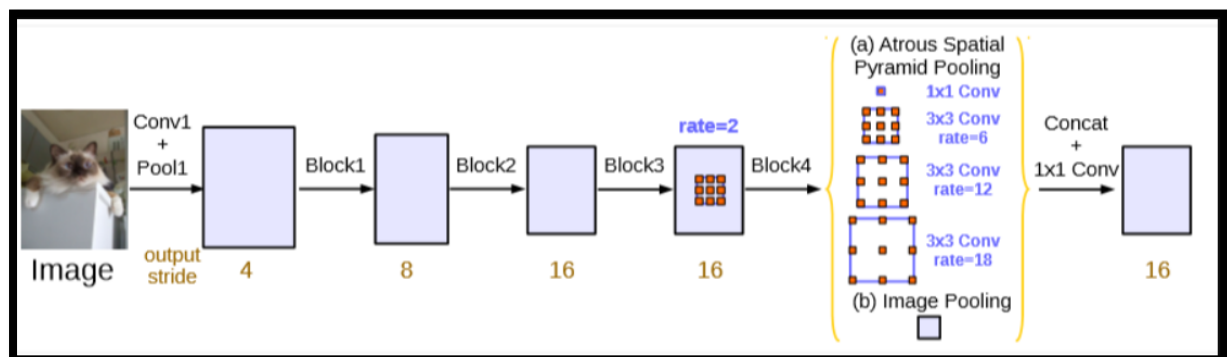 Image
Conv1
+
Pool1
output
stride
4
Block1
8
Block2
16
Block3
rate=2
16
Block4
(a) Atrous Spatial
Pyramid Pooling
1x1 Conv
3x3 Conv
rate=6
3x3 Conv
rate=12
3x3 Conv
rate=18
(b) Image Pooling
Concat
+
1x1 Conv
16